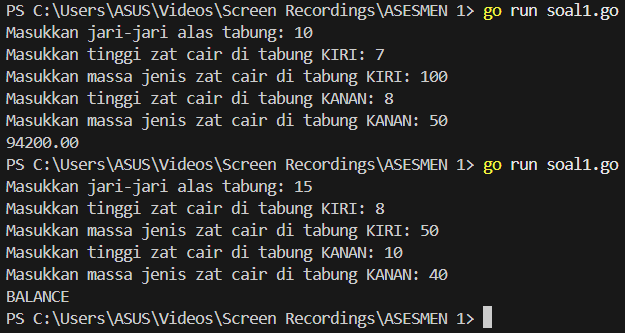 PS C:\Users\ASUS\Videos\Screen Recordings\ASESMEN 1> go run soal1.go
Masukkan jari-jari alas tabung: 10
Masukkan tinggi zat cair di tabung KIRI: 7
Masukkan massa jenis zat cair di tabung KIRI: 100
Masukkan tinggi zat cair di tabung KANAN: 8
Masukkan massa jenis zat cair di tabung KANAN: 50
94200.00
PS C:\Users\ASUS\Videos\Screen Recordings\ASESMEN 1> go run soal1.go
Masukkan jari-jari alas tabung: 15
Masukkan tinggi zat cair di tabung KIRI: 8
Masukkan massa jenis zat cair di tabung KIRI: 50
Masukkan tinggi zat cair di tabung KANAN: 10
Masukkan massa jenis zat cair di tabung KANAN: 40
BALANCE
PS C:\Users\ASUS\Videos\Screen Recordings\ASESMEN 1>